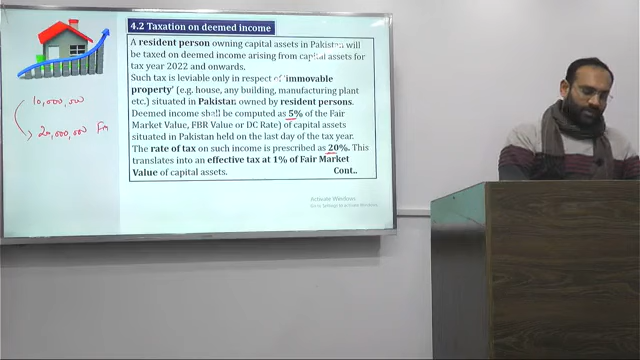 4.2 Taxation on deemed income
A resident person owning capital assets in Pakistan will
be taxed on deemed income arising from capital assets for
tax year 2022 and onwards.
Such tax is leviable only in respect of 'immovable
property' (e.g. house, any building, manufacturing plant
etc.) situated in Pakistan, owned by resident persons.
Deemed income shall be computed as 5% of the Fair
Market Value, FBR Value or DC Rate) of capital assets
situated in Pakistan held on the last day of the tax year.
The rate of tax on such income is prescribed as 20%. This
translates into an effective tax at 1% of Fair Market
Value of capital assets. Cont..
10,000,000
20,000,000
Activate Windows